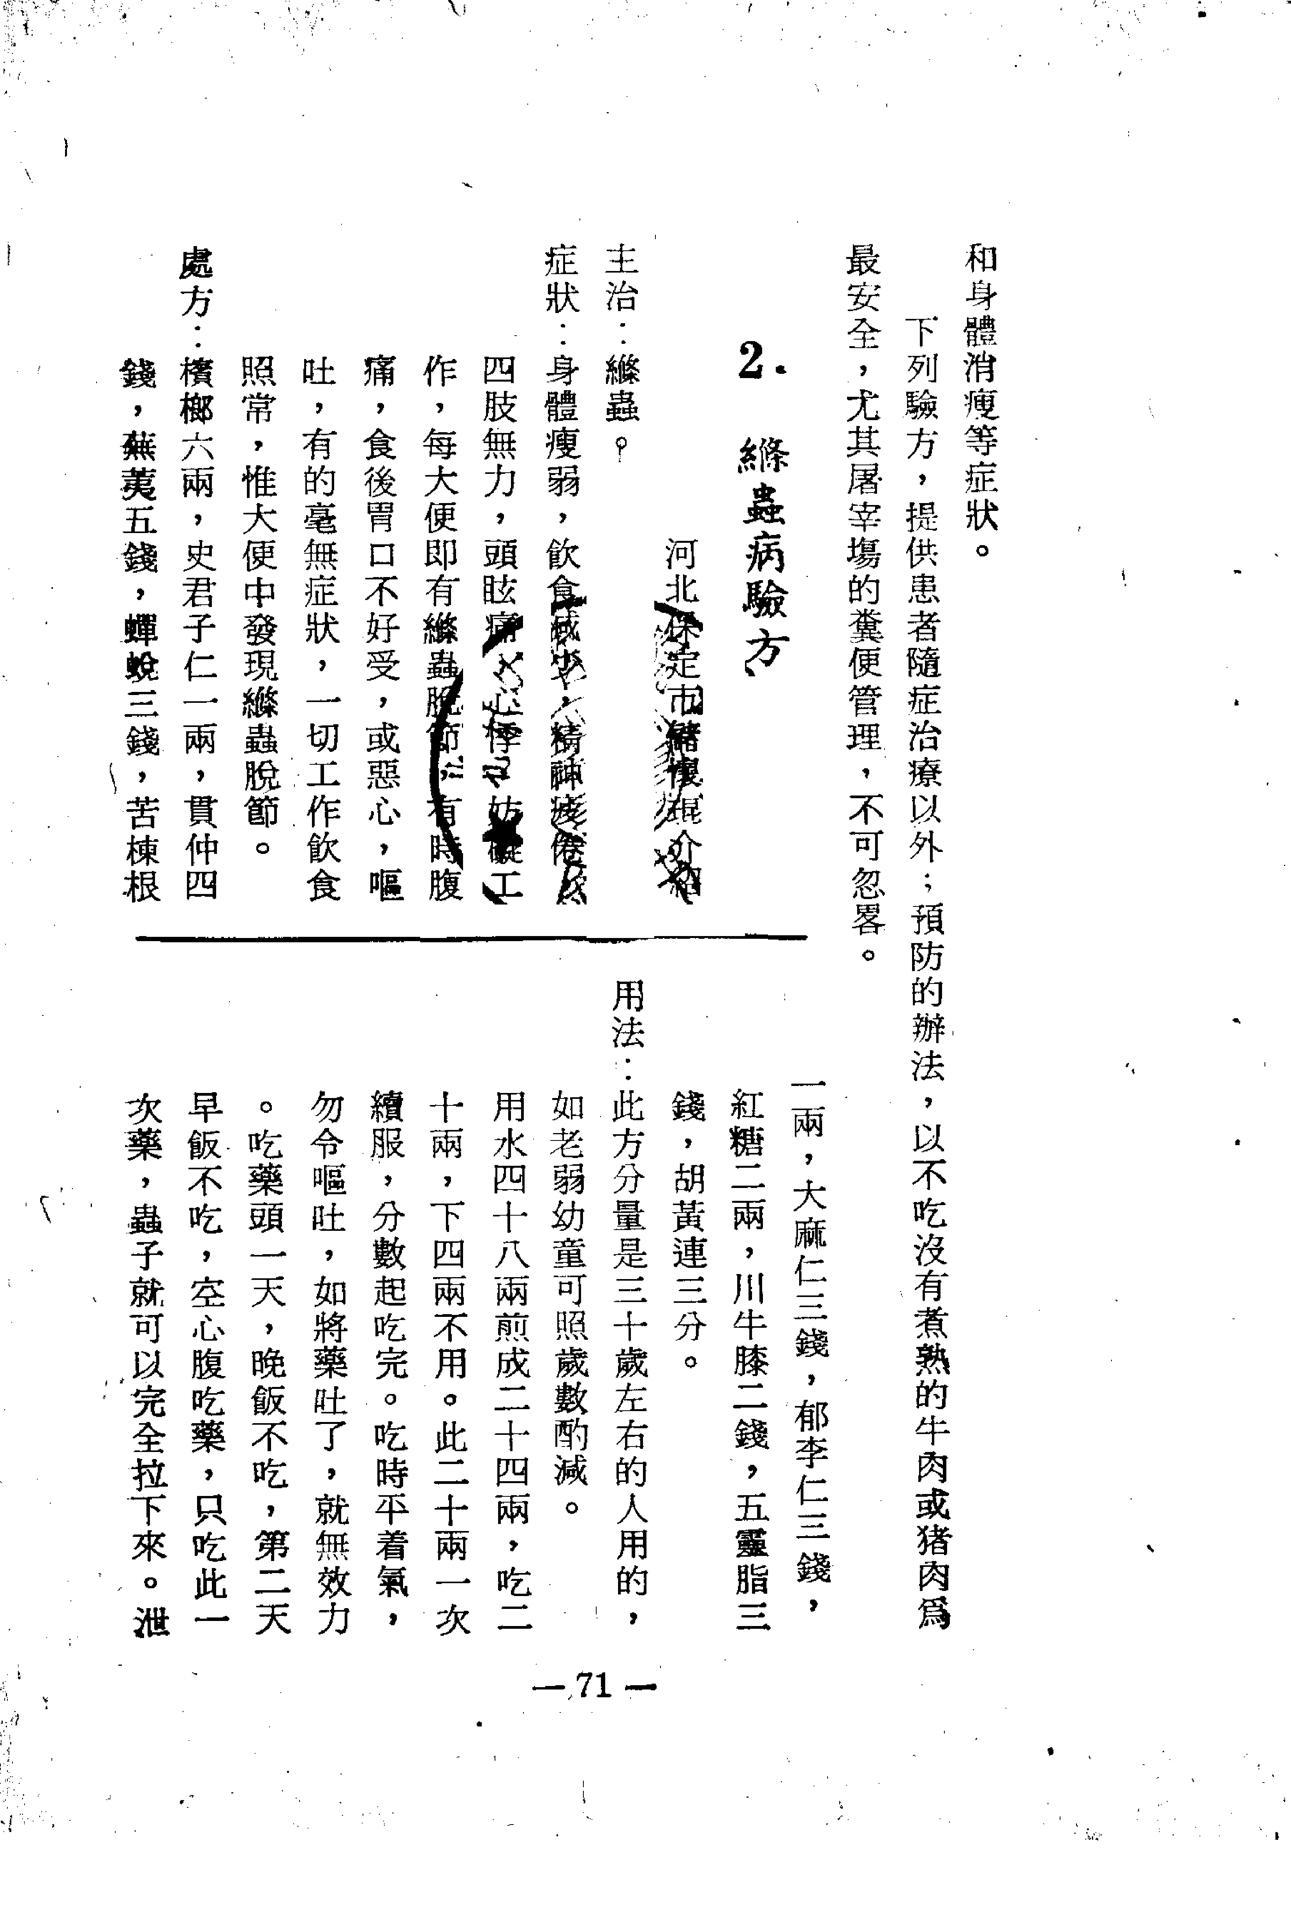 和身體消瘦等症狀。
下列驗方，提供患者隨症治療以外；預防的辦法，以不吃沒有煮熟的牛肉或猪肉爲
最安全，尤其屠宰塲的糞便管理，不可忽畧。
2. 縧蟲病驗方
河北保定市 介紹
主治：縧蟲。
症狀：身體瘦弱，飲食減少，精神疲倦，
四肢無力，頭眩痛，心悸，妨礙工
作，每大便即有縧蟲脫節，有時腹
痛，食後胃口不好受，或惡心，嘔
吐，有的毫無症狀，一切工作飲食
照常，惟大便中發現縧蟲脫節。
處方：檳榔六兩，史君子仁一兩，貫仲四
錢，蕪荑五錢，蟬蛻三錢，苦楝根
一兩，大麻仁三錢，郁李仁三錢，
紅糖二兩，川牛膝二錢，五靈脂三
錢，胡黃連三分。
用法：此方分量是三十歲左右的人用的，
如老弱幼童可照歲數酌減。
用水四十八兩煎成二十四兩，吃二
十兩，下四兩不用。此二十兩一次
續服，分數起吃完。吃時平着氣，
勿令嘔吐，如將藥吐了，就無效力
。吃藥頭一天，晚飯不吃，第二天
早飯不吃，空心腹吃藥，只吃此一
次藥，蟲子就可以完全拉下來。泄
—71—